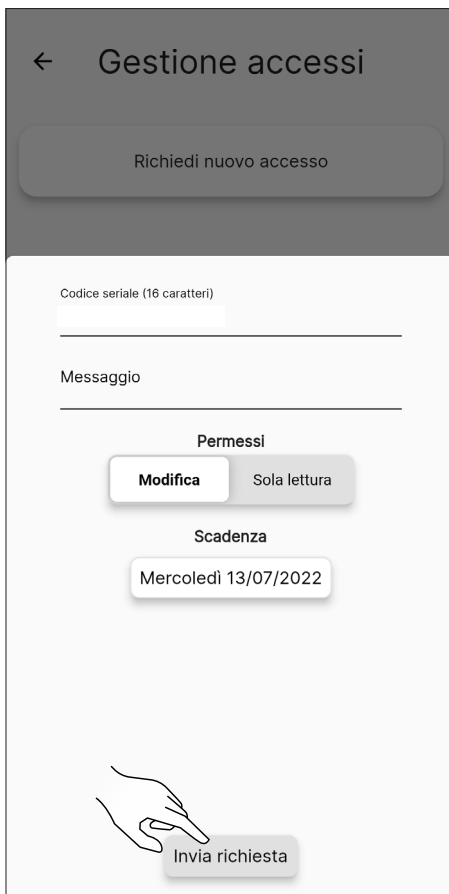 Gestione accessi
Richiedi nuovo accesso
Codice seriale (16 caratteri)
Messaggio
Permessi
Modifica Sola lettura
Scadenza
Mercoledì 13/07/2022
Invia richiesta